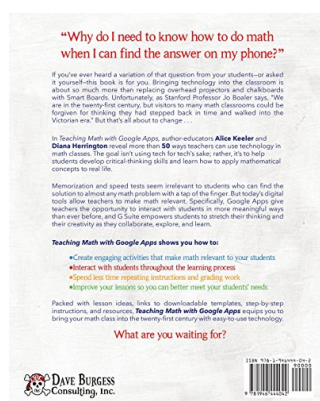 “Why do I need to know how to do math
when I can find the answer on my phone?”
If you've ever heard a variation of that question from your students—or asked
it yourself—this book is for you. Bringing technology into the classroom is
about so much more than replacing overhead projectors and chalkboards
with Smart Boards. Unfortunately, as Stanford Professor Jo Boaler says, "We
are in the twenty-first century, but visitors to many math classrooms could be
forgiven for thinking they had stepped back in time and walked into the
Victorian era." But that's all about to change . . .
In Teaching Math with Google Apps, author-educators Alice Keeler and
Diana Herrington reveal more than 50 ways teachers can use technology in
math classes. The goal isn't using tech for tech's sake; rather, it's to help
students develop critical-thinking skills and learn how to apply mathematical
concepts to real life.
Memorization and speed tests seem irrelevant to students who can find the
solution to almost any math problem with a tap of the finger. But today's digital
tools allow teachers to make math relevant. Specifically, Google Apps give
teachers the opportunity to interact with students in more meaningful ways
than ever before, and G Suite empowers students to stretch their thinking and
their creativity as they collaborate, explore, and learn.
Teaching Math with Google Apps shows you how to:
•Create engaging activities that make math relevant to your students
•Interact with students throughout the learning process
•Spend less time repeating instructions and grading work
•Improve your lessons so you can better meet your students' needs
Packed with lesson ideas, links to downloadable templates, step-by-step
instructions, and resources, Teaching Math with Google Apps equips you to
bring your math class into the twenty-first century with easy-to-use technology.
What are you waiting for?
DAVE BURGESS
Consulting, Inc.
ISBN 978-1-946444-04-2
90000
9 781946 444042